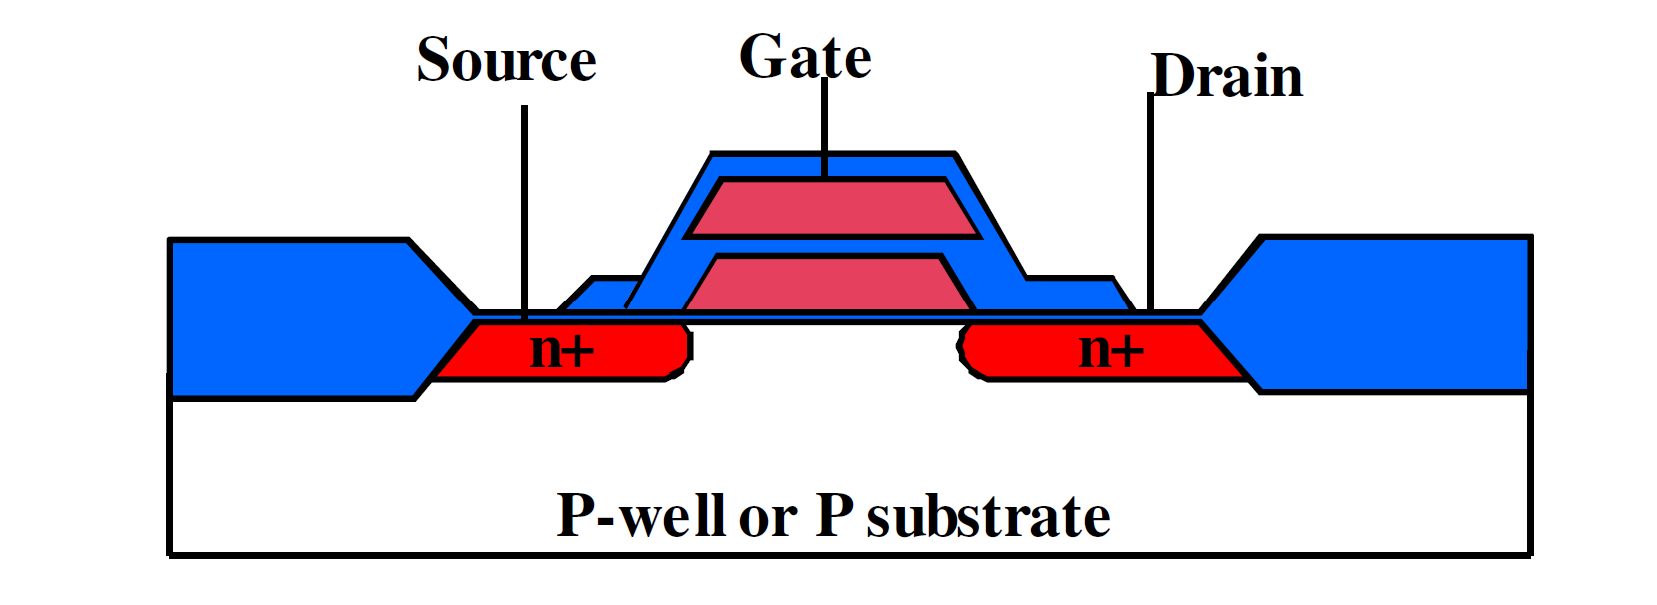 Source
Gate
Drain
n+
n+
P-well or P substrate